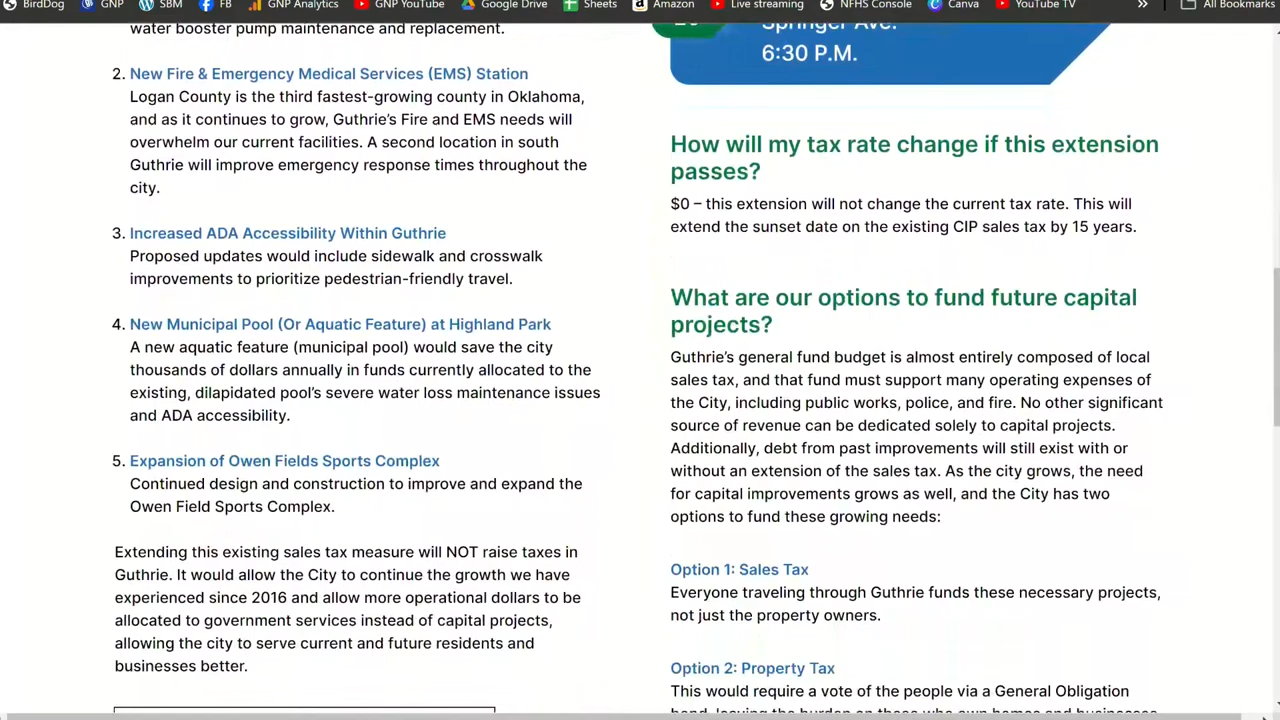 BirdDog GNP SBM FB GNP Analytics GNP YouTube Google Drive Sheets Amazon Live streaming NFHS Console Canva YouTube TV » All Bookmarks
water booster pump maintenance and replacement.
2. New Fire & Emergency Medical Services (EMS) Station
Logan County is the third fastest-growing county in Oklahoma,
and as it continues to grow, Guthrie's Fire and EMS needs will
overwhelm our current facilities. A second location in south
Guthrie will improve emergency response times throughout the
city.
3. Increased ADA Accessibility Within Guthrie
Proposed updates would include sidewalk and crosswalk
improvements to prioritize pedestrian-friendly travel.
4. New Municipal Pool (Or Aquatic Feature) at Highland Park
A new aquatic feature (municipal pool) would save the city
thousands of dollars annually in funds currently allocated to the
existing, dilapidated pool's severe water loss maintenance issues
and ADA accessibility.
5. Expansion of Owen Fields Sports Complex
Continued design and construction to improve and expand the
Owen Field Sports Complex.
Extending this existing sales tax measure will NOT raise taxes in
Guthrie. It would allow the City to continue the growth we have
experienced since 2016 and allow more operational dollars to be
allocated to government services instead of capital projects,
allowing the city to serve current and future residents and
businesses better.
Springer Ave.
6:30 P.M.
How will my tax rate change if this extension
passes?
$0 – this extension will not change the current tax rate. This will
extend the sunset date on the existing CIP sales tax by 15 years.
What are our options to fund future capital
projects?
Guthrie's general fund budget is almost entirely composed of local
sales tax, and that fund must support many operating expenses of
the City, including public works, police, and fire. No other significant
source of revenue can be dedicated solely to capital projects.
Additionally, debt from past improvements will still exist with or
without an extension of the sales tax. As the city grows, the need
for capital improvements grows as well, and the City has two
options to fund these growing needs:
Option 1: Sales Tax
Everyone traveling through Guthrie funds these necessary projects,
not just the property owners.
Option 2: Property Tax
This would require a vote of the people via a General Obligation
bond, leaving the burden on those who own homes and businesses